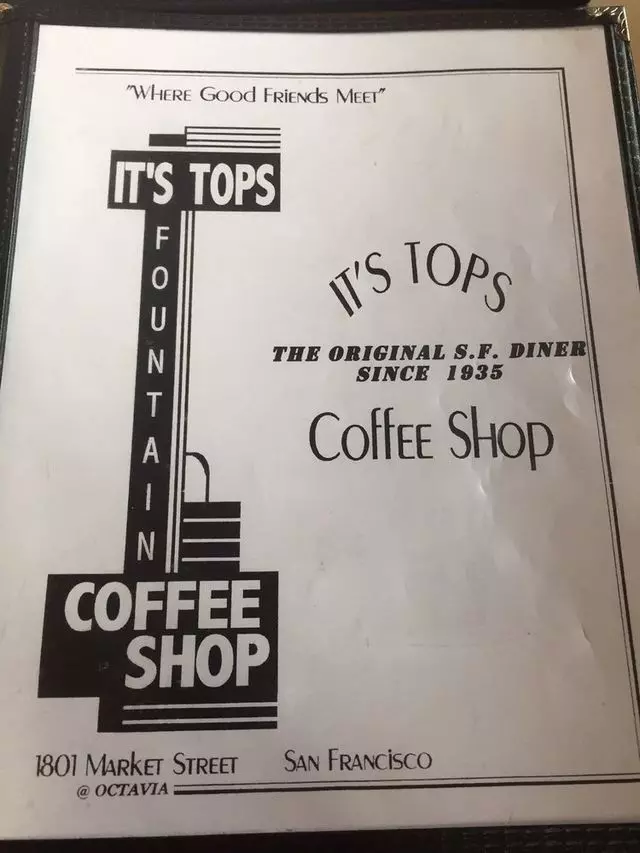 "Where Good Friends Meet"
IT'S TOPS
FOUNTAIN
COFFEE
SHOP
IT'S TOPS
THE ORIGINAL S.F. DINER
SINCE 1935
Coffee Shop
1801 Market Street San Francisco
@ OCTAVIA